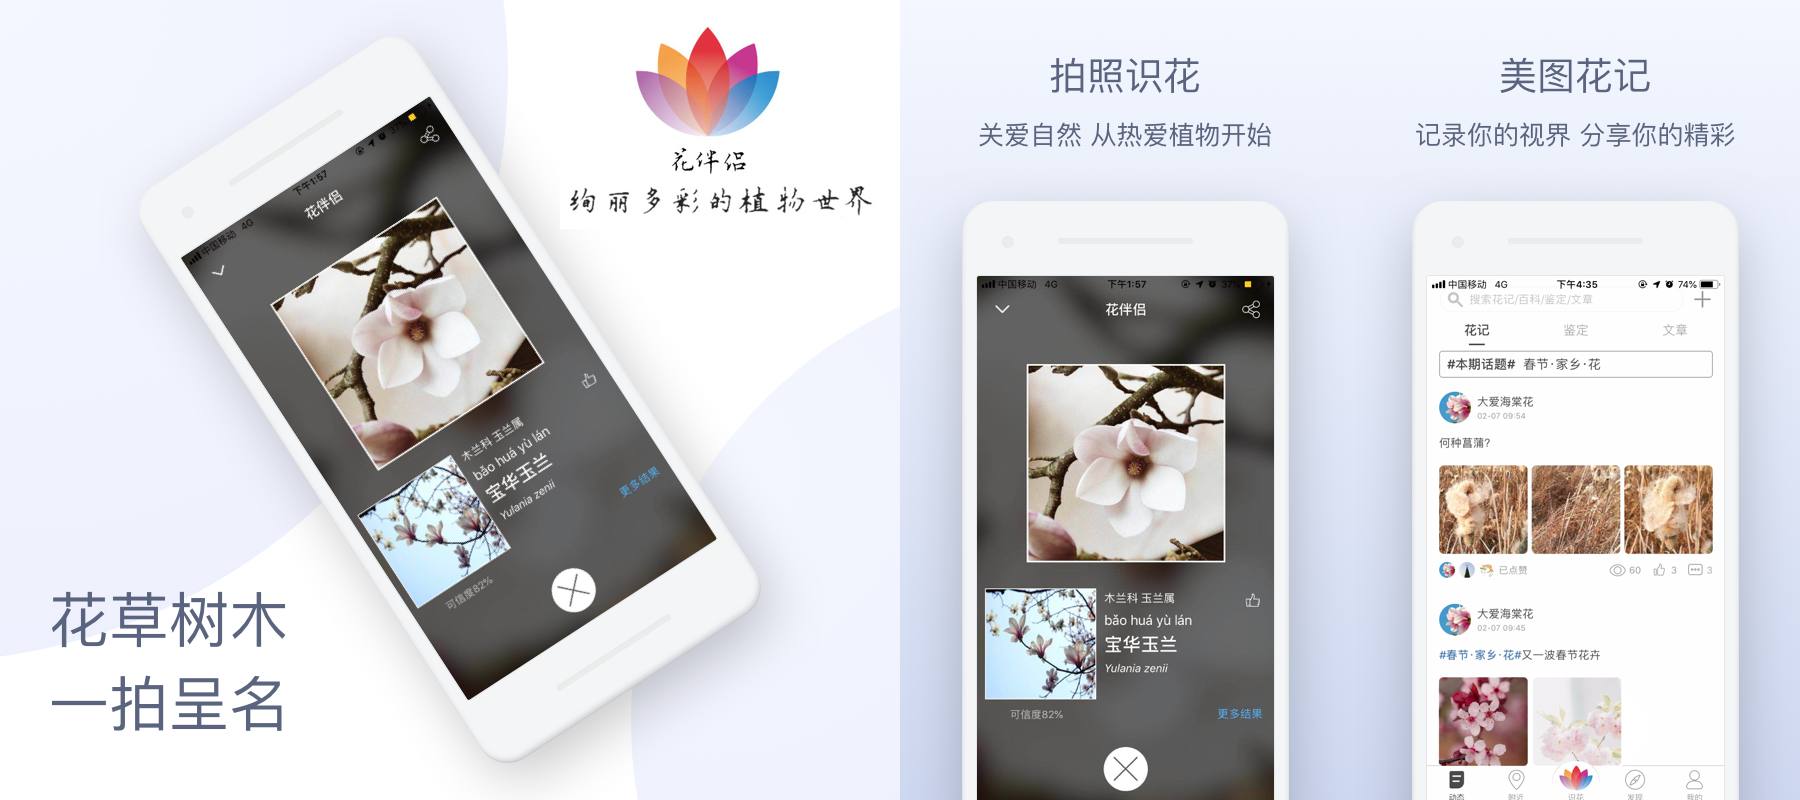 花伴侣
绚丽多彩的植物世界
中国移动 4G
下午1:57
37%
花伴侣
木兰科 玉兰属
bǎo huá yù lán
宝华玉兰
Yulania zenii
可信度82%
更多结果
花草树木
一拍呈名
拍照识花
关爱自然 从热爱植物开始
中国移动 4G 下午1:57 37%
花伴侣
木兰科 玉兰属
bǎo huá yù lán
宝华玉兰
Yulania zenii
可信度82%
更多结果
美图花记
记录你的视界 分享你的精彩
中国移动 4G 下午4:35 74%
搜索花记/百科/鉴定/文章
花记 鉴定 文章
#本期话题# 春节·家乡·花
大爱海棠花
02-07 09:54
何种菖蒲?
已点赞 60 3 3
大爱海棠花
02-07 09:45
#春节·家乡·花#又一波春节花卉
动态 附近 识花 发现 我的